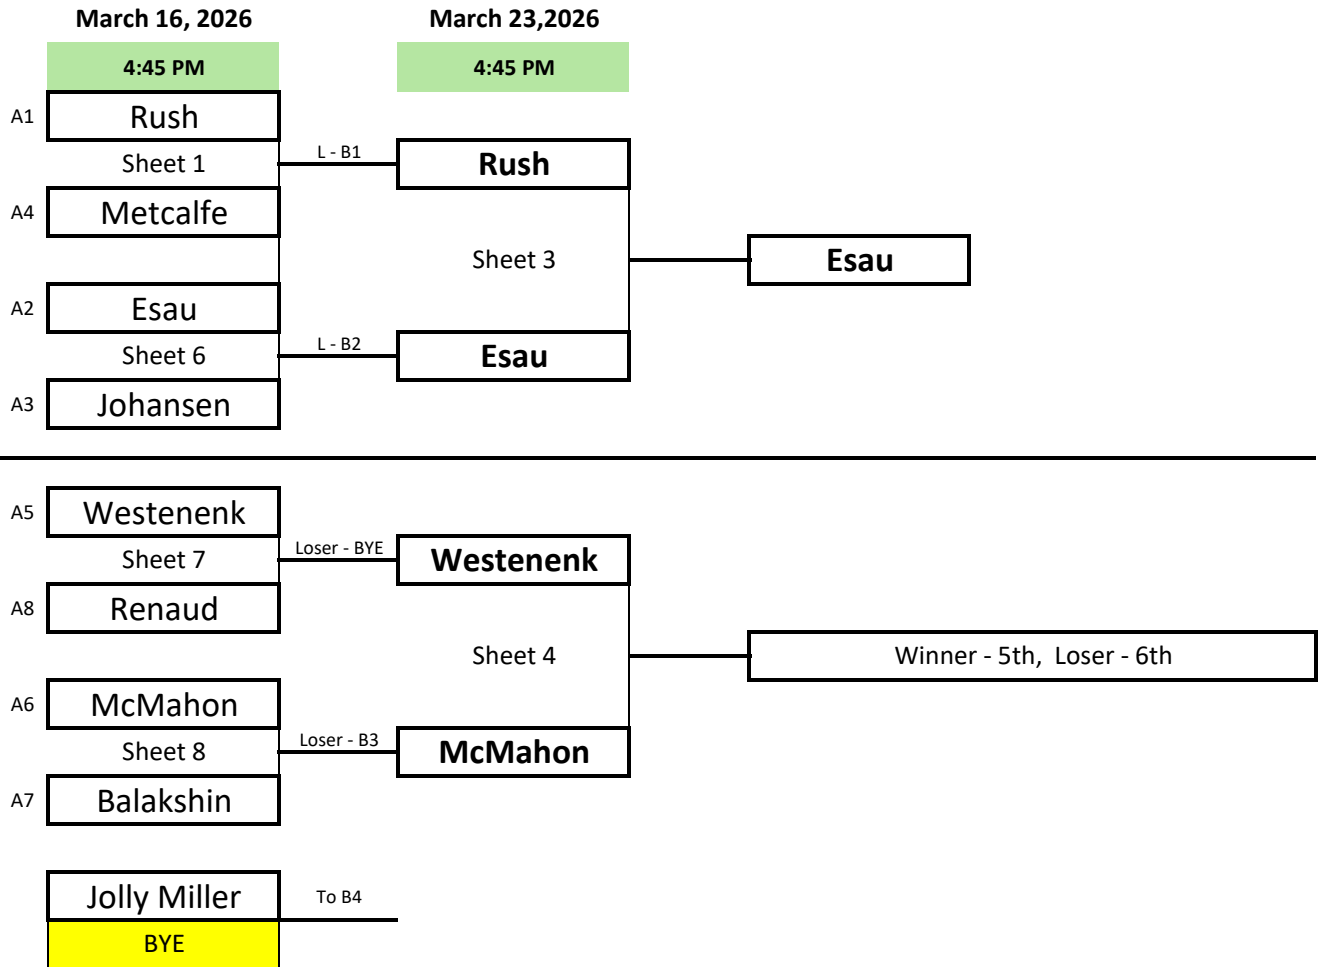 March 16, 2026
March 23,2026
4:45 PM
4:45 PM
A1
Rush
Sheet 1
L - B1
Rush
A4
Metcalfe
Sheet 3
Esau
A2
Esau
Sheet 6
L - B2
Esau
A3
Johansen
A5
Westenenk
Sheet 7
Loser - BYE
Westenenk
A8
Renaud
Sheet 4
Winner - 5th, Loser - 6th
A6
McMahon
Sheet 8
Loser - B3
McMahon
A7
Balakshin
Jolly Miller
To B4
BYE